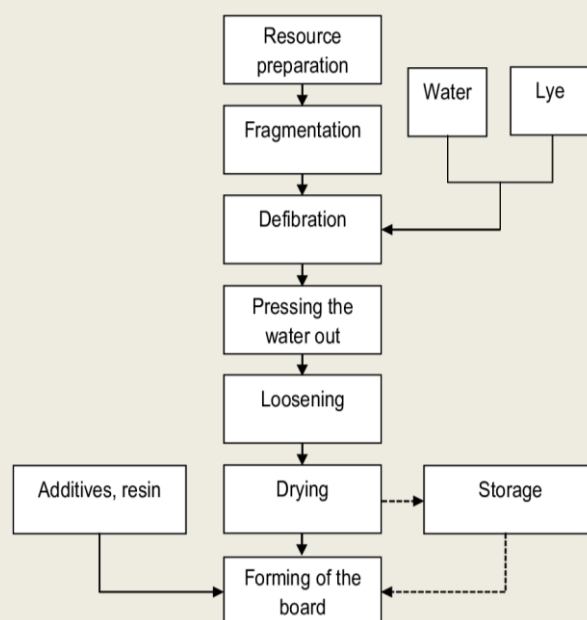 Resource
preparation
Water
Lye
Fragmentation
Defibration
Pressing the
water out
Loosening
Additives, resin
Drying
Storage
Forming of the
board